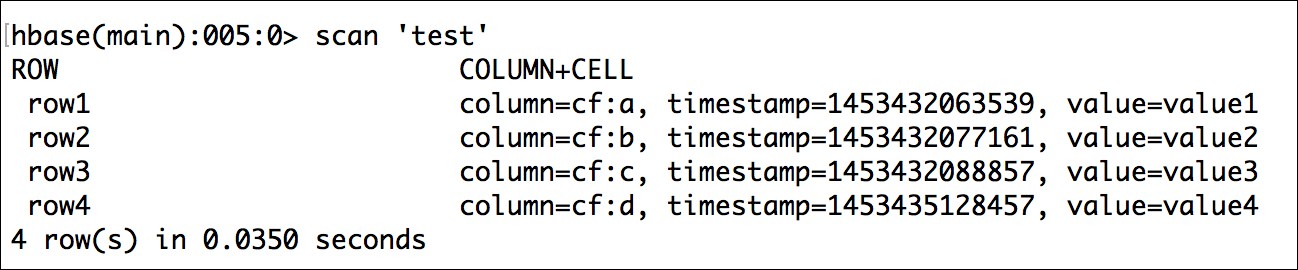 [hbase(main):005:0> scan 'test'
ROW COLUMN+CELL
row1 column=cf:a, timestamp=1453432063539, value=value1
row2 column=cf:b, timestamp=1453432077161, value=value2
row3 column=cf:c, timestamp=1453432088857, value=value3
row4 column=cf:d, timestamp=1453435128457, value=value4
4 row(s) in 0.0350 seconds